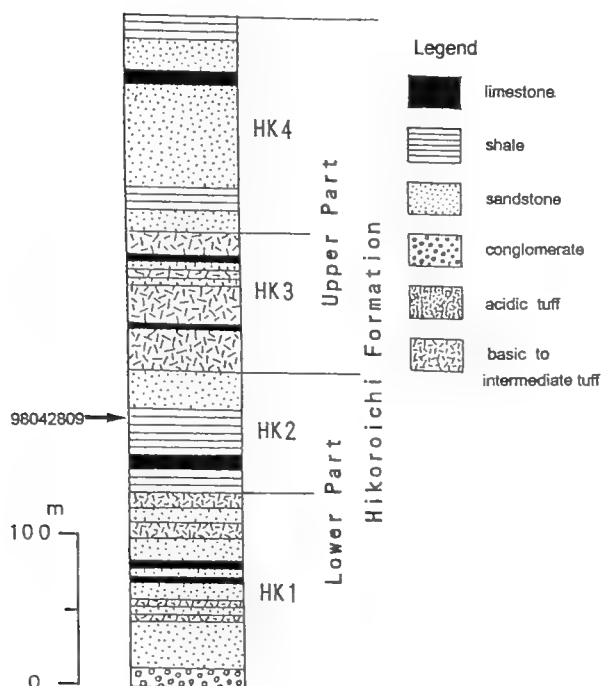 Legend
limestone
shale
sandstone
conglomerate
acidic tuff
basic to
intermediate tuff
HK4
HK3
HK2
HK1
Upper Part
Lower Part
Hikoroichi Formation
98042809
m
100
0